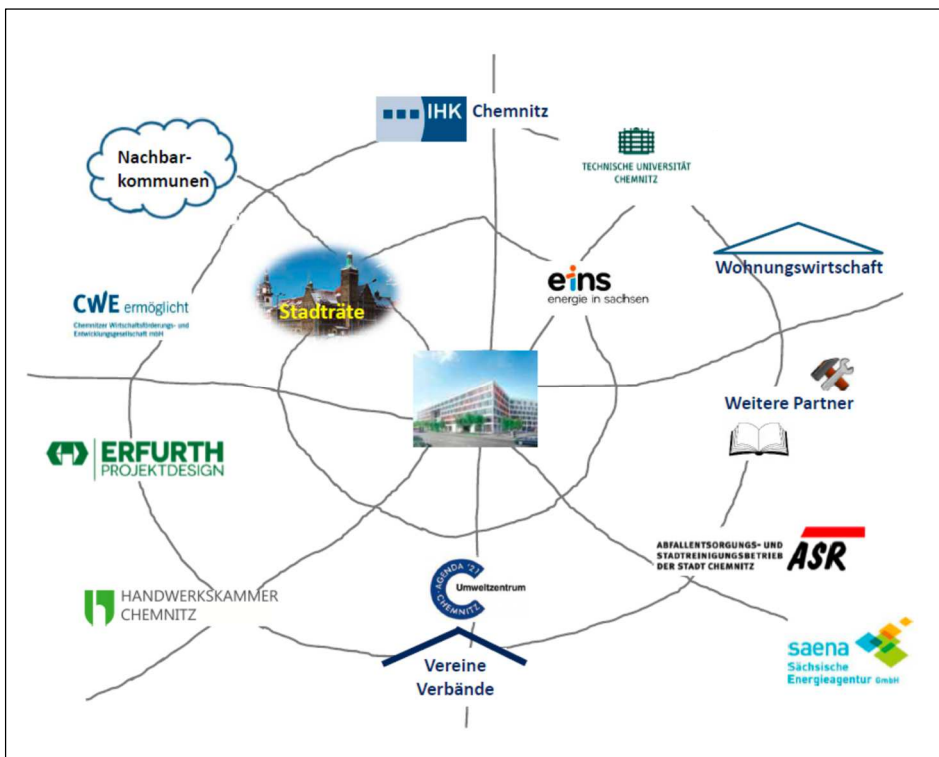 IHK Chemnitz
Nachbar-
kommunen
TECHNISCHE UNIVERSITÄT
CHEMNITZ
Wohnungswirtschaft
eins
energie in sachsen
Stadträte
CWE ermöglicht
Chemnitzer Wirtschaftsförderungs- und
Entwicklungsgesellschaft mbH
Weitere Partner
ERFURTH
PROJEKTDESIGN
ABFALLENTSORGUNGS- UND
STADTREINIGUNGSBETRIEB
DER STADT CHEMNITZ
ASR
AGENDA '21
CHEMNITZ
Umweltzentrum
HANDWERKSKAMMER
CHEMNITZ
Vereine
Verbände
saena
Sächsische
Energieagentur GmbH